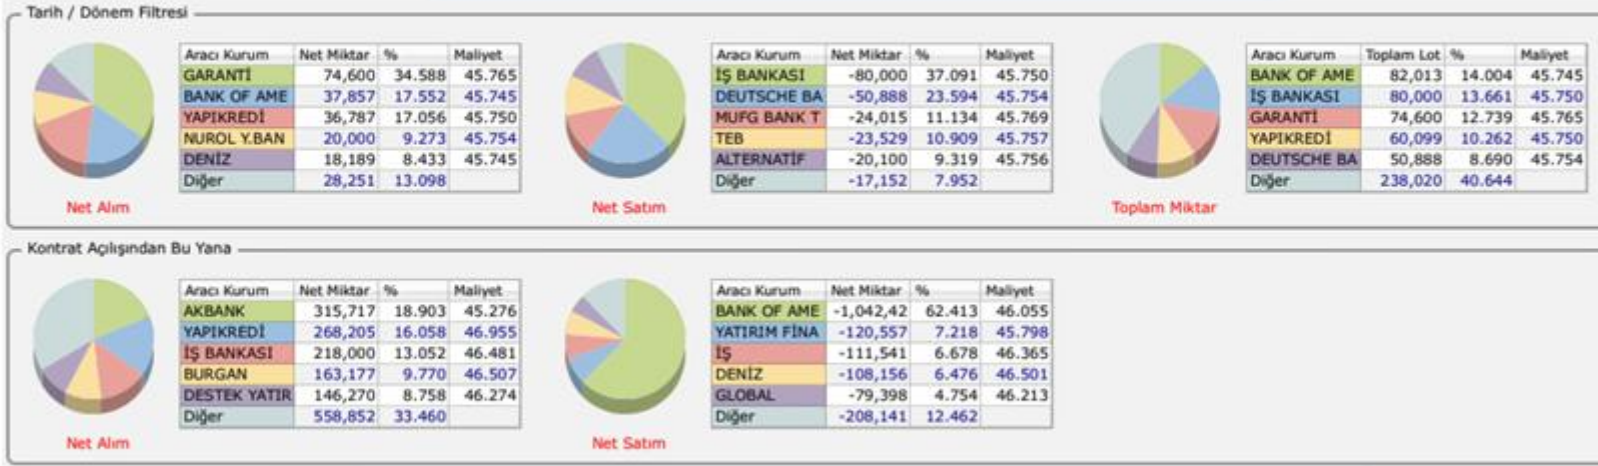 Tarih / Dönem Filtresi
Aracı Kurum Net Miktar % Maliyet
GARANTİ 74,600 34.588 45.765
BANK OF AME 37,857 17.552 45.745
YAPIKREDİ 36,787 17.056 45.750
NUROL Y.BAN 20,000 9.273 45.754
DENİZ 18,189 8.433 45.745
Diğer 28,251 13.098
Net Alım
Aracı Kurum Net Miktar % Maliyet
İŞ BANKASI -80,000 37.091 45.750
DEUTSCHE BA -50,888 23.594 45.754
MUFG BANK T -24,015 11.134 45.769
TEB -23,529 10.909 45.757
ALTERNATİF -20,100 9.319 45.756
Diğer -17,152 7.952
Net Satım
Aracı Kurum Toplam Lot % Maliyet
BANK OF AME 82,013 14.004 45.745
İŞ BANKASI 80,000 13.661 45.750
GARANTİ 74,600 12.739 45.765
YAPIKREDİ 60,099 10.262 45.750
DEUTSCHE BA 50,888 8.690 45.754
Diğer 238,020 40.644
Toplam Miktar
Kontrat Açılışından Bu Yana
Aracı Kurum Net Miktar % Maliyet
AKBANK 315,717 18.903 45.276
YAPIKREDİ 268,205 16.058 46.955
İŞ BANKASI 218,000 13.052 46.481
BURGAN 163,177 9.770 46.507
DESTEK YATIR 146,270 8.758 46.274
Diğer 558,852 33.460
Net Alım
Aracı Kurum Net Miktar % Maliyet
BANK OF AME -1,042,42 62.413 46.055
YATIRIM FİNA -120,557 7.218 45.798
İŞ -111,541 6.678 46.365
DENİZ -108,156 6.476 46.501
GLOBAL -79,398 4.754 46.213
Diğer -208,141 12.462
Net Satım